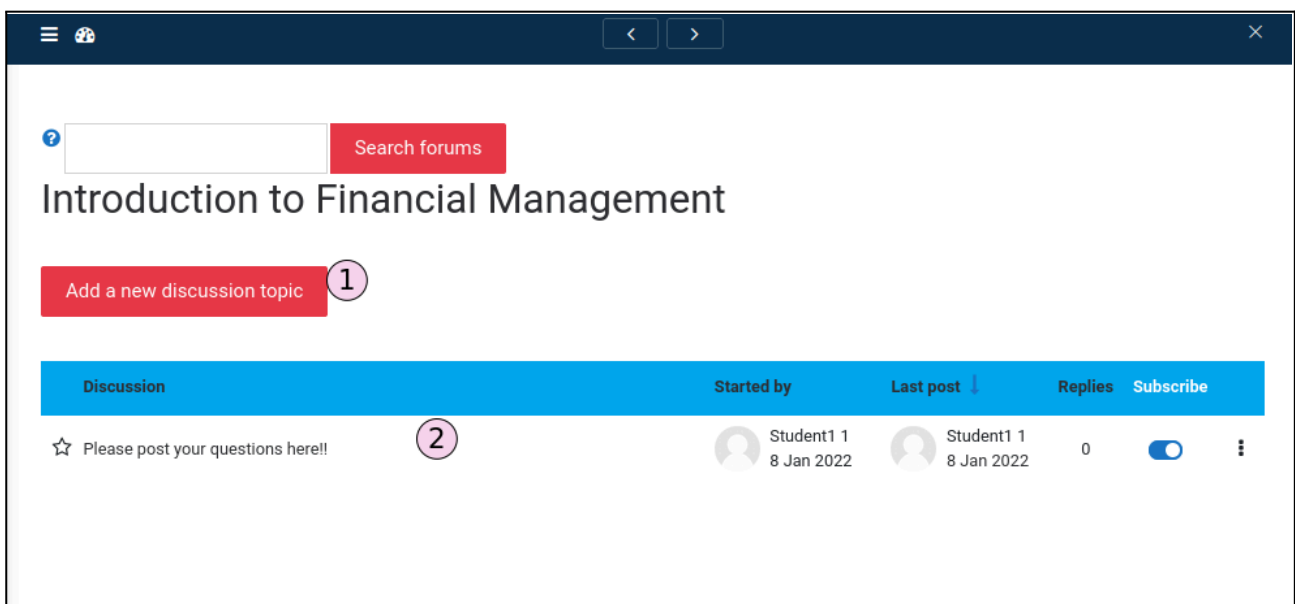 Search forums
Introduction to Financial Management
Add a new discussion topic
1
Discussion Started by Last post Replies Subscribe
2
Please post your questions here!! Student1 1 Student1 1 0
8 Jan 2022 8 Jan 2022